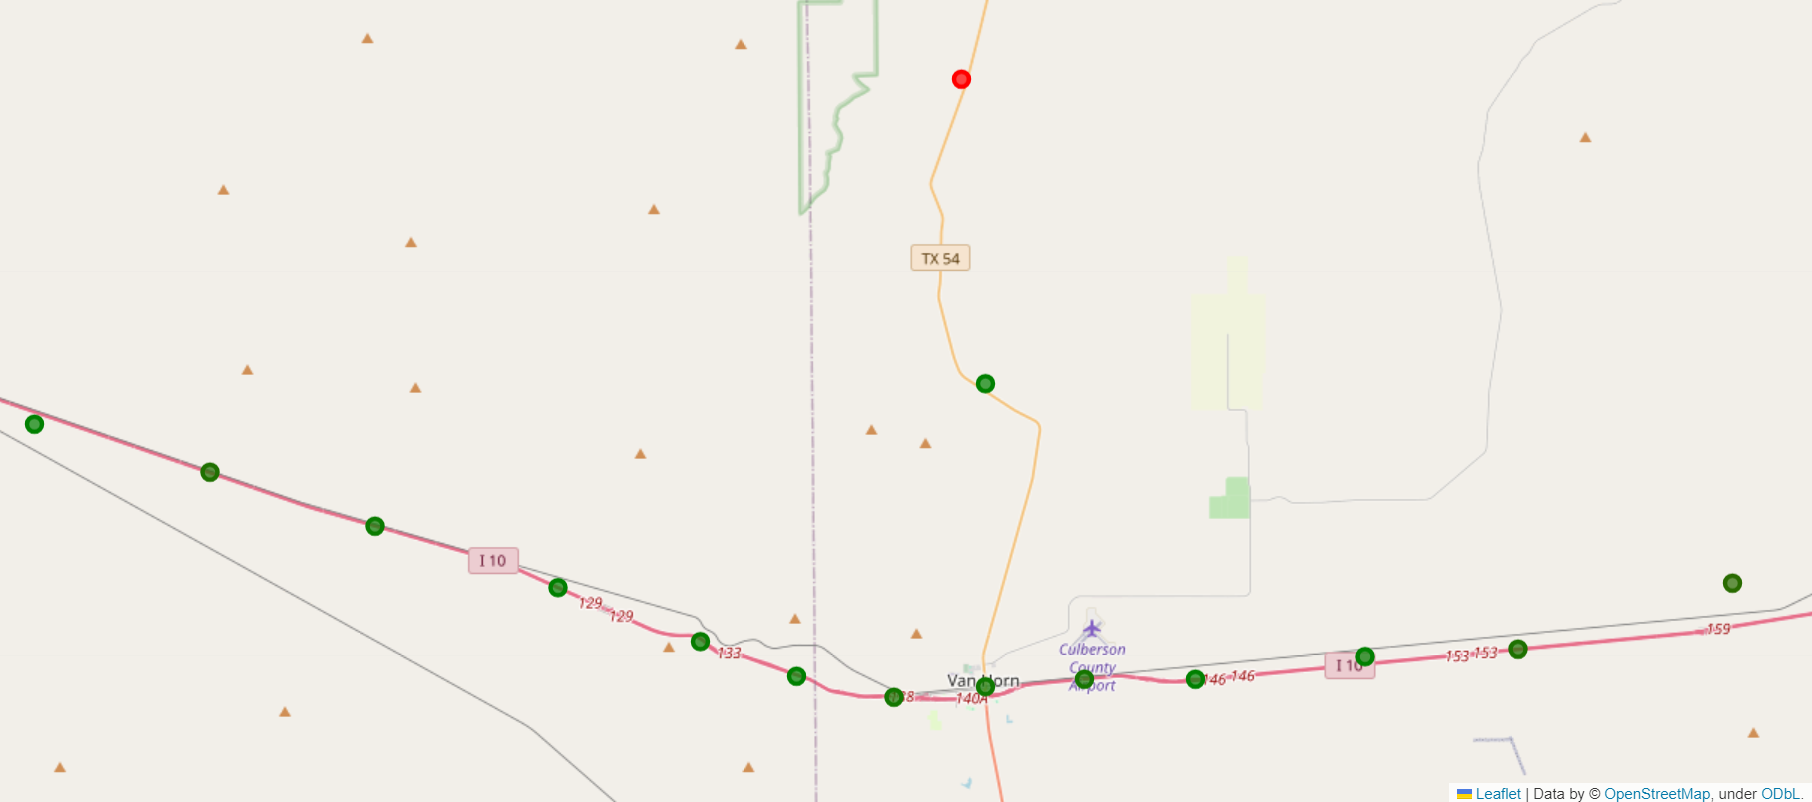 TX 54
I 10
129
129
133
Culberson
County
Airport
Van Horn
140A
146
146
I 10
153
153
159
Leaflet | Data by © OpenStreetMap, under ODbL.